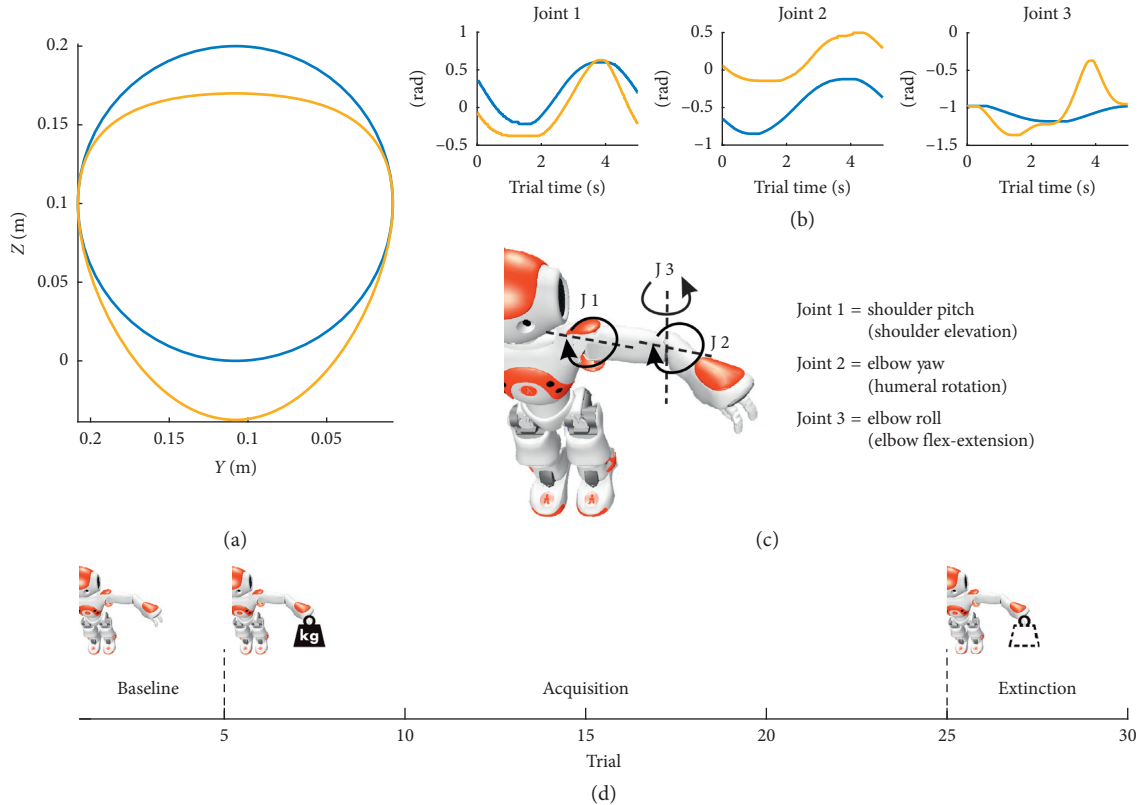 0.2
0.15
0.1
0.05
0
Z (m)
0.2
0.15
0.1
0.05
Y (m)
(a)
Joint 1
1
0.5
0
−0.5
(rad)
0
2
4
Trial time (s)
Joint 2
0.5
0
−0.5
−1
(rad)
0
2
4
Trial time (s)
Joint 3
0
−0.5
−1
−1.5
(rad)
0
2
4
Trial time (s)
(b)
J 1
J 3
J 2
Joint 1 = shoulder pitch
(shoulder elevation)
Joint 2 = elbow yaw
(humeral rotation)
Joint 3 = elbow roll
(elbow flex-extension)
(c)
kg
Baseline
Acquisition
Extinction
5
10
15
20
25
30
Trial
(d)